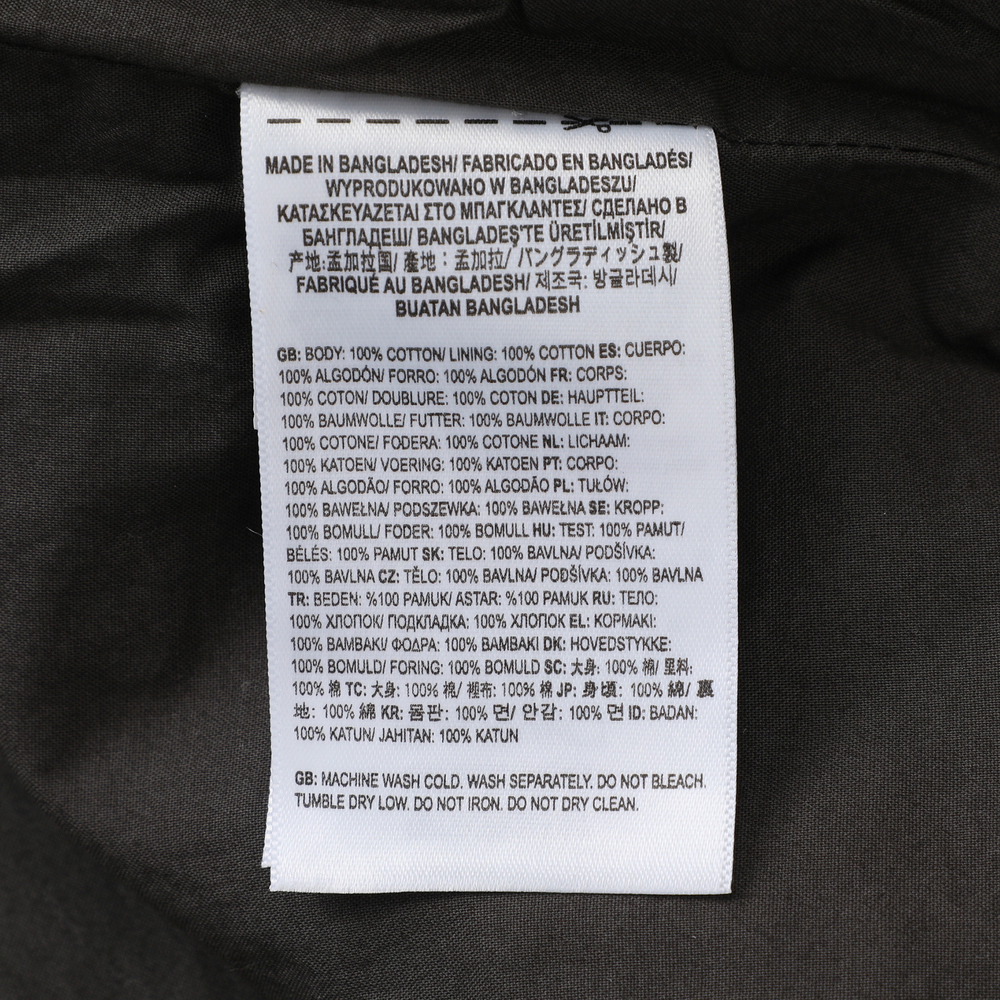 MADE IN BANGLADESH/ FABRICADO EN BANGLADÉS/
WYPRODUKOWANO W BANGLADESZU/
ΚΑΤΑΣΚΕΥΑΖΕΤΑΙ ΣΤΟ ΜΠΑΓΚΛΑΝΤΕΣ/ СДЕЛАНО В
БАНГЛАДЕШ/ BANGLADEŞ'TE ÜRETİLMİŞTİR/
产地:孟加拉国/ 產地：孟加拉/ バングラディッシュ製/
FABRIQUÉ AU BANGLADESH/ 제조국: 방글라데시/
BUATAN BANGLADESH
GB: BODY: 100% COTTON/ LINING: 100% COTTON ES: CUERPO:
100% ALGODÓN/ FORRO: 100% ALGODÓN FR: CORPS:
100% COTON/ DOUBLURE: 100% COTON DE: HAUPTTEIL:
100% BAUMWOLLE/ FUTTER: 100% BAUMWOLLE IT: CORPO:
100% COTONE/ FODERA: 100% COTONE NL: LICHAAM:
100% KATOEN/ VOERING: 100% KATOEN PT: CORPO:
100% ALGODÃO/ FORRO: 100% ALGODÃO PL: TUŁÓW:
100% BAWEŁNA/ PODSZEWKA: 100% BAWEŁNA SE: KROPP:
100% BOMULL/ FODER: 100% BOMULL HU: TEST: 100% PAMUT/
BÉLÉS: 100% PAMUT SK: TELO: 100% BAVLNA/ PODŠÍVKA:
100% BAVLNA CZ: TĚLO: 100% BAVLNA/ PODŠÍVKA: 100% BAVLNA
TR: BEDEN: %100 PAMUK/ ASTAR: %100 PAMUK RU: ТЕЛО:
100% ХЛОПОК/ ПОДКЛАДКА: 100% ХЛОПОК EL: ΚΟΡΜΑΚΙ:
100% ΒΑΜΒΑΚΙ/ ΦΟΔΡΑ: 100% ΒΑΜΒΑΚΙ DK: HOVEDSTYKKE:
100% BOMULD/ FORING: 100% BOMULD SC: 大身: 100% 棉/ 里料:
100% 棉 TC: 大身: 100% 棉/ 裡布: 100% 棉 JP: 身頃: 100% 綿/ 裏
地: 100% 綿 KR: 몸판: 100% 면/ 안감: 100% 면 ID: BADAN:
100% KATUN/ JAHITAN: 100% KATUN
GB: MACHINE WASH COLD. WASH SEPARATELY. DO NOT BLEACH.
TUMBLE DRY LOW. DO NOT IRON. DO NOT DRY CLEAN.